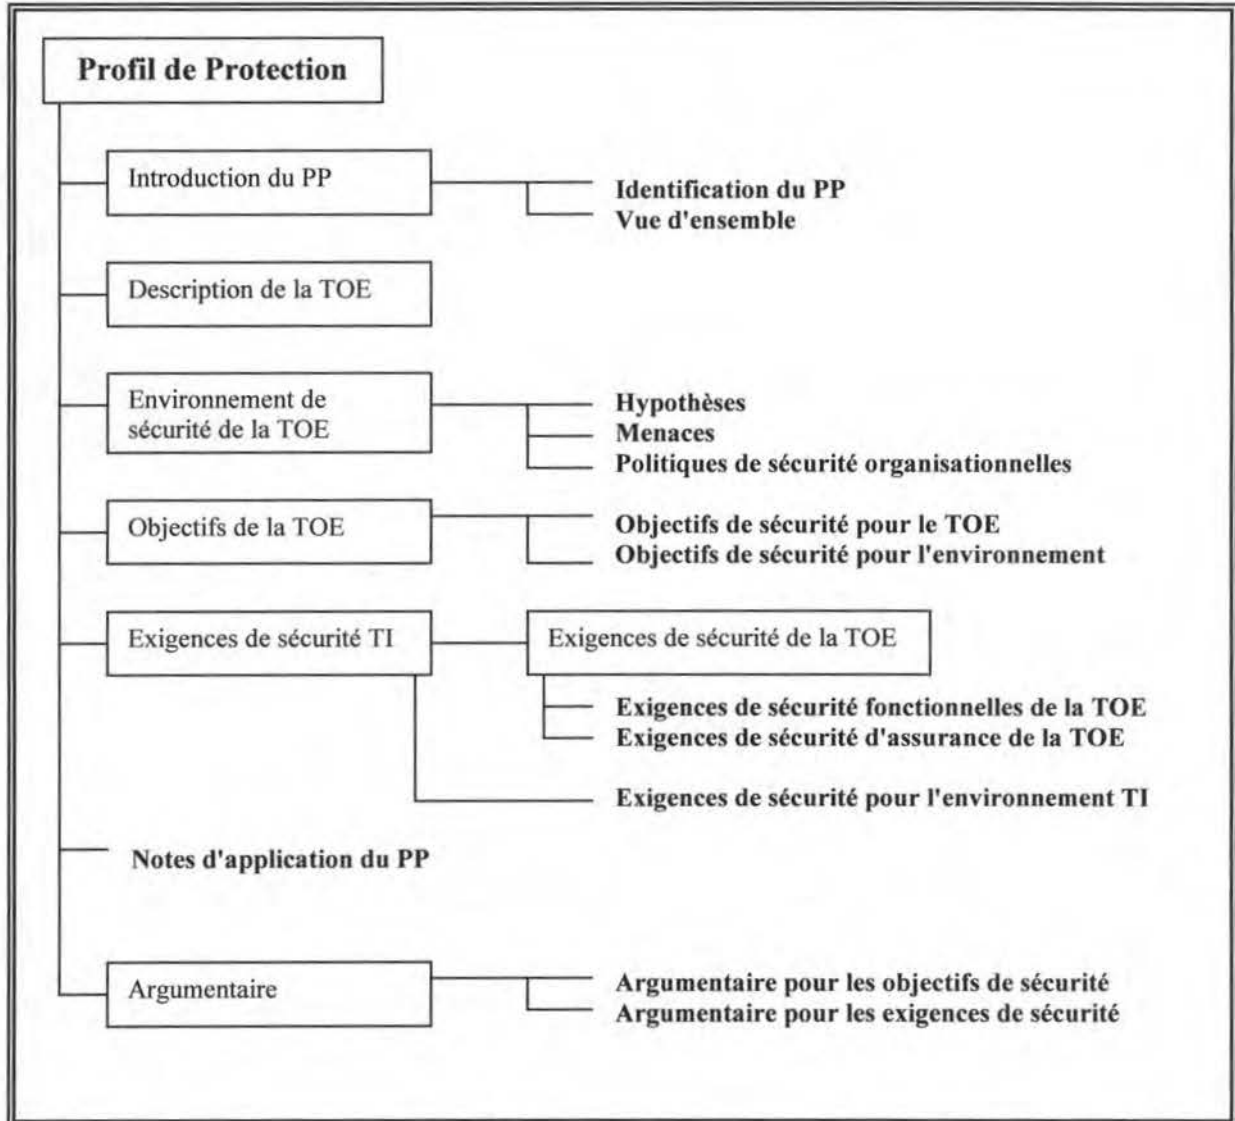 Profil de Protection
Introduction du PP
Identification du PP
Vue d'ensemble
Description de la TOE
Environnement de
sécurité de la TOE
Hypothèses
Menaces
Politiques de sécurité organisationnelles
Objectifs de la TOE
Objectifs de sécurité pour le TOE
Objectifs de sécurité pour l'environnement
Exigences de sécurité TI
Exigences de sécurité de la TOE
Exigences de sécurité fonctionnelles de la TOE
Exigences de sécurité d'assurance de la TOE
Exigences de sécurité pour l'environnement TI
Notes d'application du PP
Argumentaire
Argumentaire pour les objectifs de sécurité
Argumentaire pour les exigences de sécurité